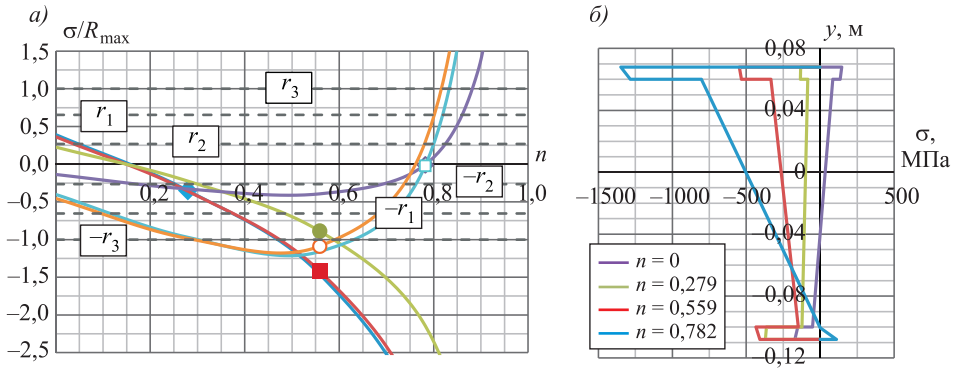 а)
σ/Rmax
1,5
1,0
0,5
0,0
−0,5
−1,0
−1,5
−2,0
−2,5
r1
r2
r3
−r3
−r1
−r2
n
0,2
0,4
0,6
0,8
1,0
б)
y, м
0,08
0,04
0
0,04
0,08
−0,12
−1500
−1000
−500
500
σ,
МПа
n = 0
n = 0,279
n = 0,559
n = 0,782